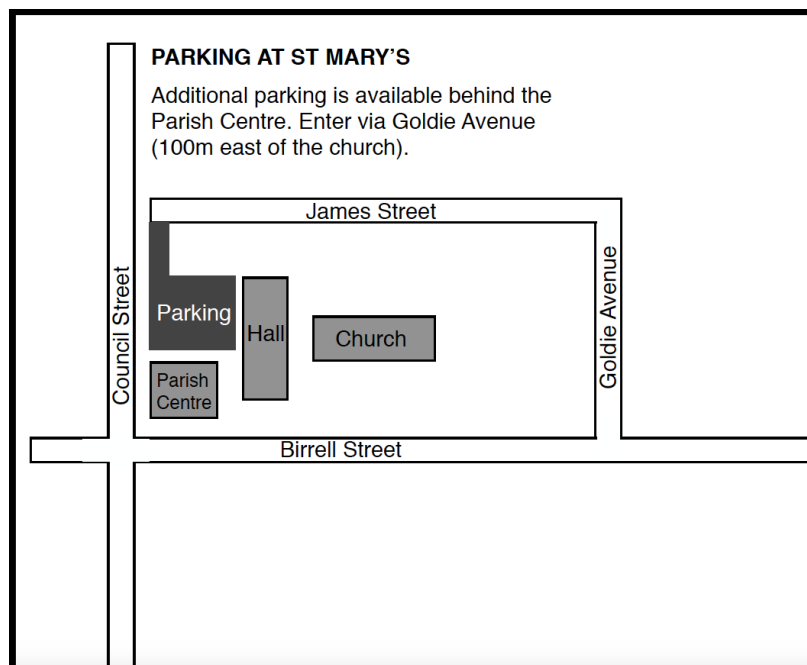 PARKING AT ST MARY'S
Additional parking is available behind the
Parish Centre. Enter via Goldie Avenue
(100m east of the church).
James Street
Council Street
Parking
Hall
Church
Goldie Avenue
Parish
Centre
Birrell Street